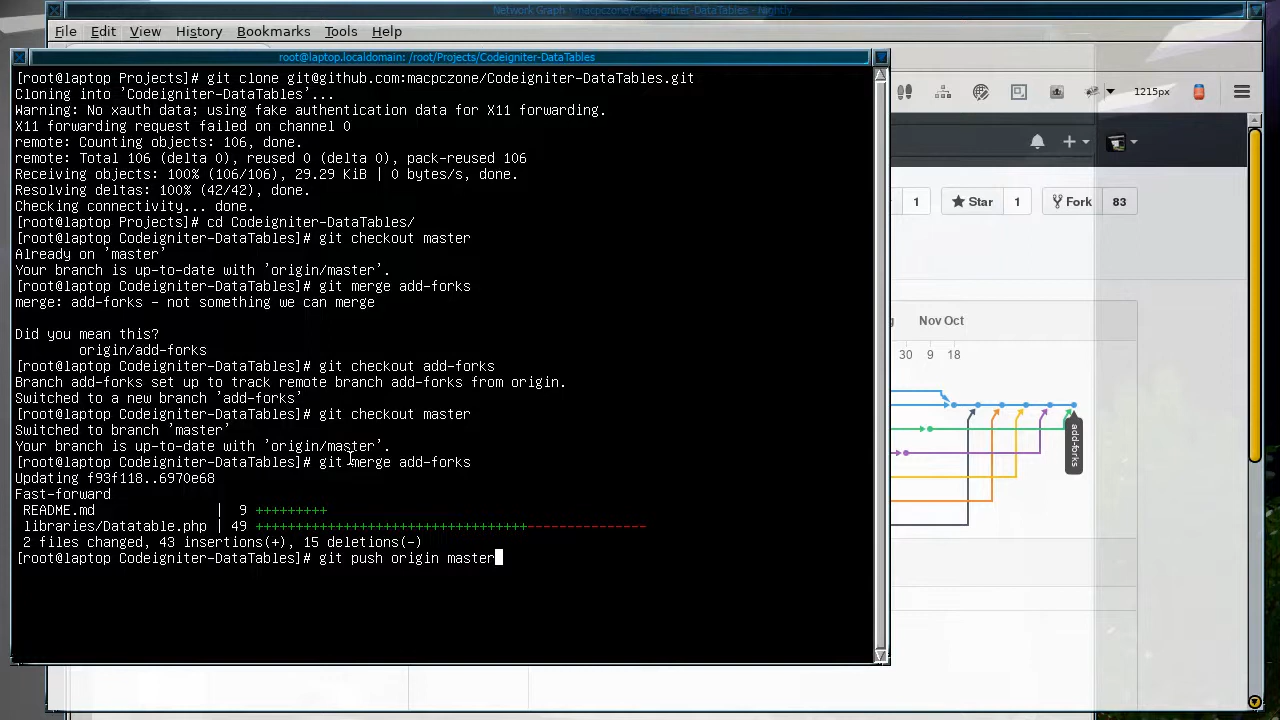 Network Graph · macpczone/Codeigniter-DataTables - Nightly
File Edit View History Bookmarks Tools Help
root@laptop.localdomain: /root/Projects/Codeigniter-DataTables
[root@laptop Projects]# git clone git@github.com:macpczone/Codeigniter-DataTables.git
Cloning into 'Codeigniter-DataTables'...
Warning: No xauth data; using fake authentication data for X11 forwarding.
X11 forwarding request failed on channel 0
remote: Counting objects: 106, done.
remote: Total 106 (delta 0), reused 0 (delta 0), pack-reused 106
Receiving objects: 100% (106/106), 29.29 KiB | 0 bytes/s, done.
Resolving deltas: 100% (42/42), done.
Checking connectivity... done.
[root@laptop Projects]# cd Codeigniter-DataTables/
[root@laptop Codeigniter-DataTables]# git checkout master
Already on 'master'
Your branch is up-to-date with 'origin/master'.
[root@laptop Codeigniter-DataTables]# git merge add-forks
merge: add-forks - not something we can merge
Did you mean this?
origin/add-forks
[root@laptop Codeigniter-DataTables]# git checkout add-forks
Branch add-forks set up to track remote branch add-forks from origin.
Switched to a new branch 'add-forks'
[root@laptop Codeigniter-DataTables]# git checkout master
Switched to branch 'master'
Your branch is up-to-date with 'origin/master'.
[root@laptop Codeigniter-DataTables]# git merge add-forks
Updating f93f118..6970e68
Fast-forward
README.md | 9 +++++++++
libraries/Datatable.php | 49 ++++++++++++++++++++++++++++++++++---------------
2 files changed, 43 insertions(+), 15 deletions(-)
[root@laptop Codeigniter-DataTables]# git push origin master
1215px
1 Star 1 Fork 83
Nov Oct
30 9 18
add-forks